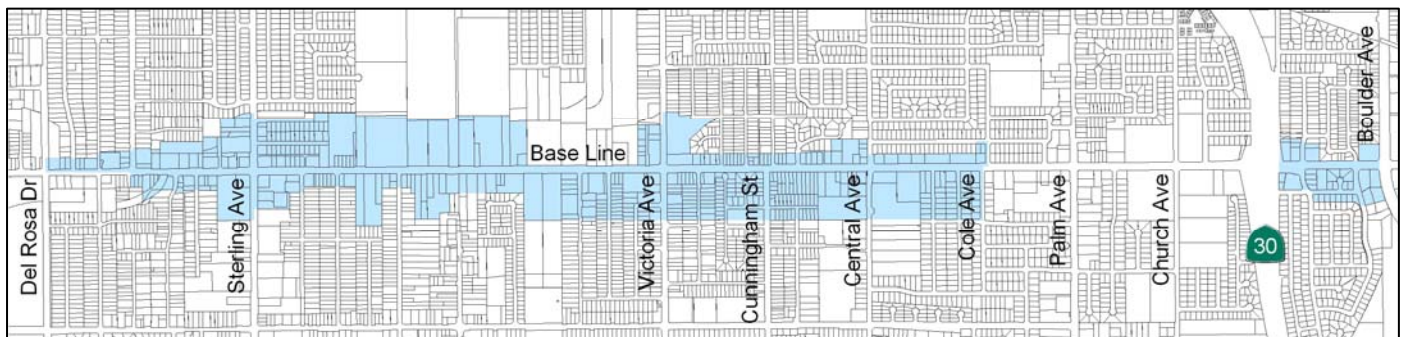 Base Line
Del Rosa Dr
Sterling Ave
Victoria Ave
Cunningham St
Central Ave
Cole Ave
Palm Ave
Church Ave
30
Boulder Ave